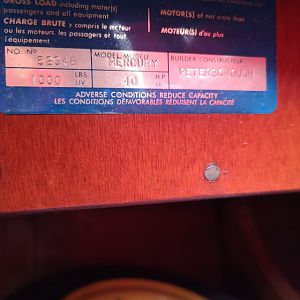 GROSS LOAD including motor(s)
passengers and all equipment
CHARGE BRUTE y compris le moteur
ou les moteurs, les passagers et tout
l'équipement.
MOTOR(S) of not more than
MOTEUR(S) d'au plus
NO Nº
MODEL MODÈLE
MERCURY
BUILDER CONSTRUCTEUR
PETERBOROUGH
1000 LBS LIV
40 HP
ADVERSE CONDITIONS REDUCE CAPACITY
LES CONDITIONS DÉFAVORABLES RÉDUISENT LA CAPACITÉ